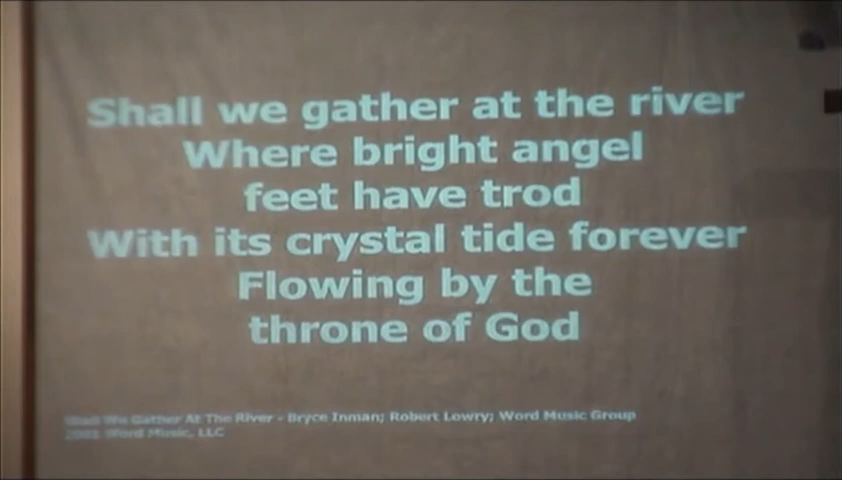 Shall we gather at the river
Where bright angel
feet have trod
With its crystal tide forever
Flowing by the
throne of God
Shall We Gather At The River - Bryce Inman; Robert Lowry; Word Music Group
2001 Word Music, LLC